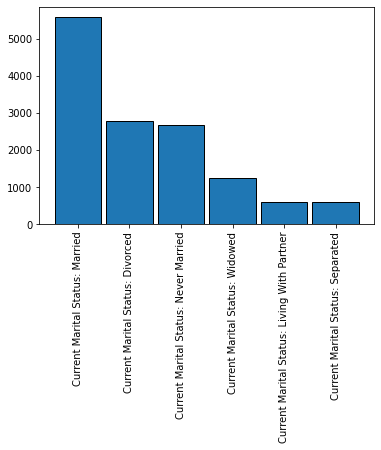 5000
4000
3000
2000
1000
0
Current Marital Status: Married
Current Marital Status: Divorced
Current Marital Status: Never Married
Current Marital Status: Widowed
Current Marital Status: Living With Partner
Current Marital Status: Separated